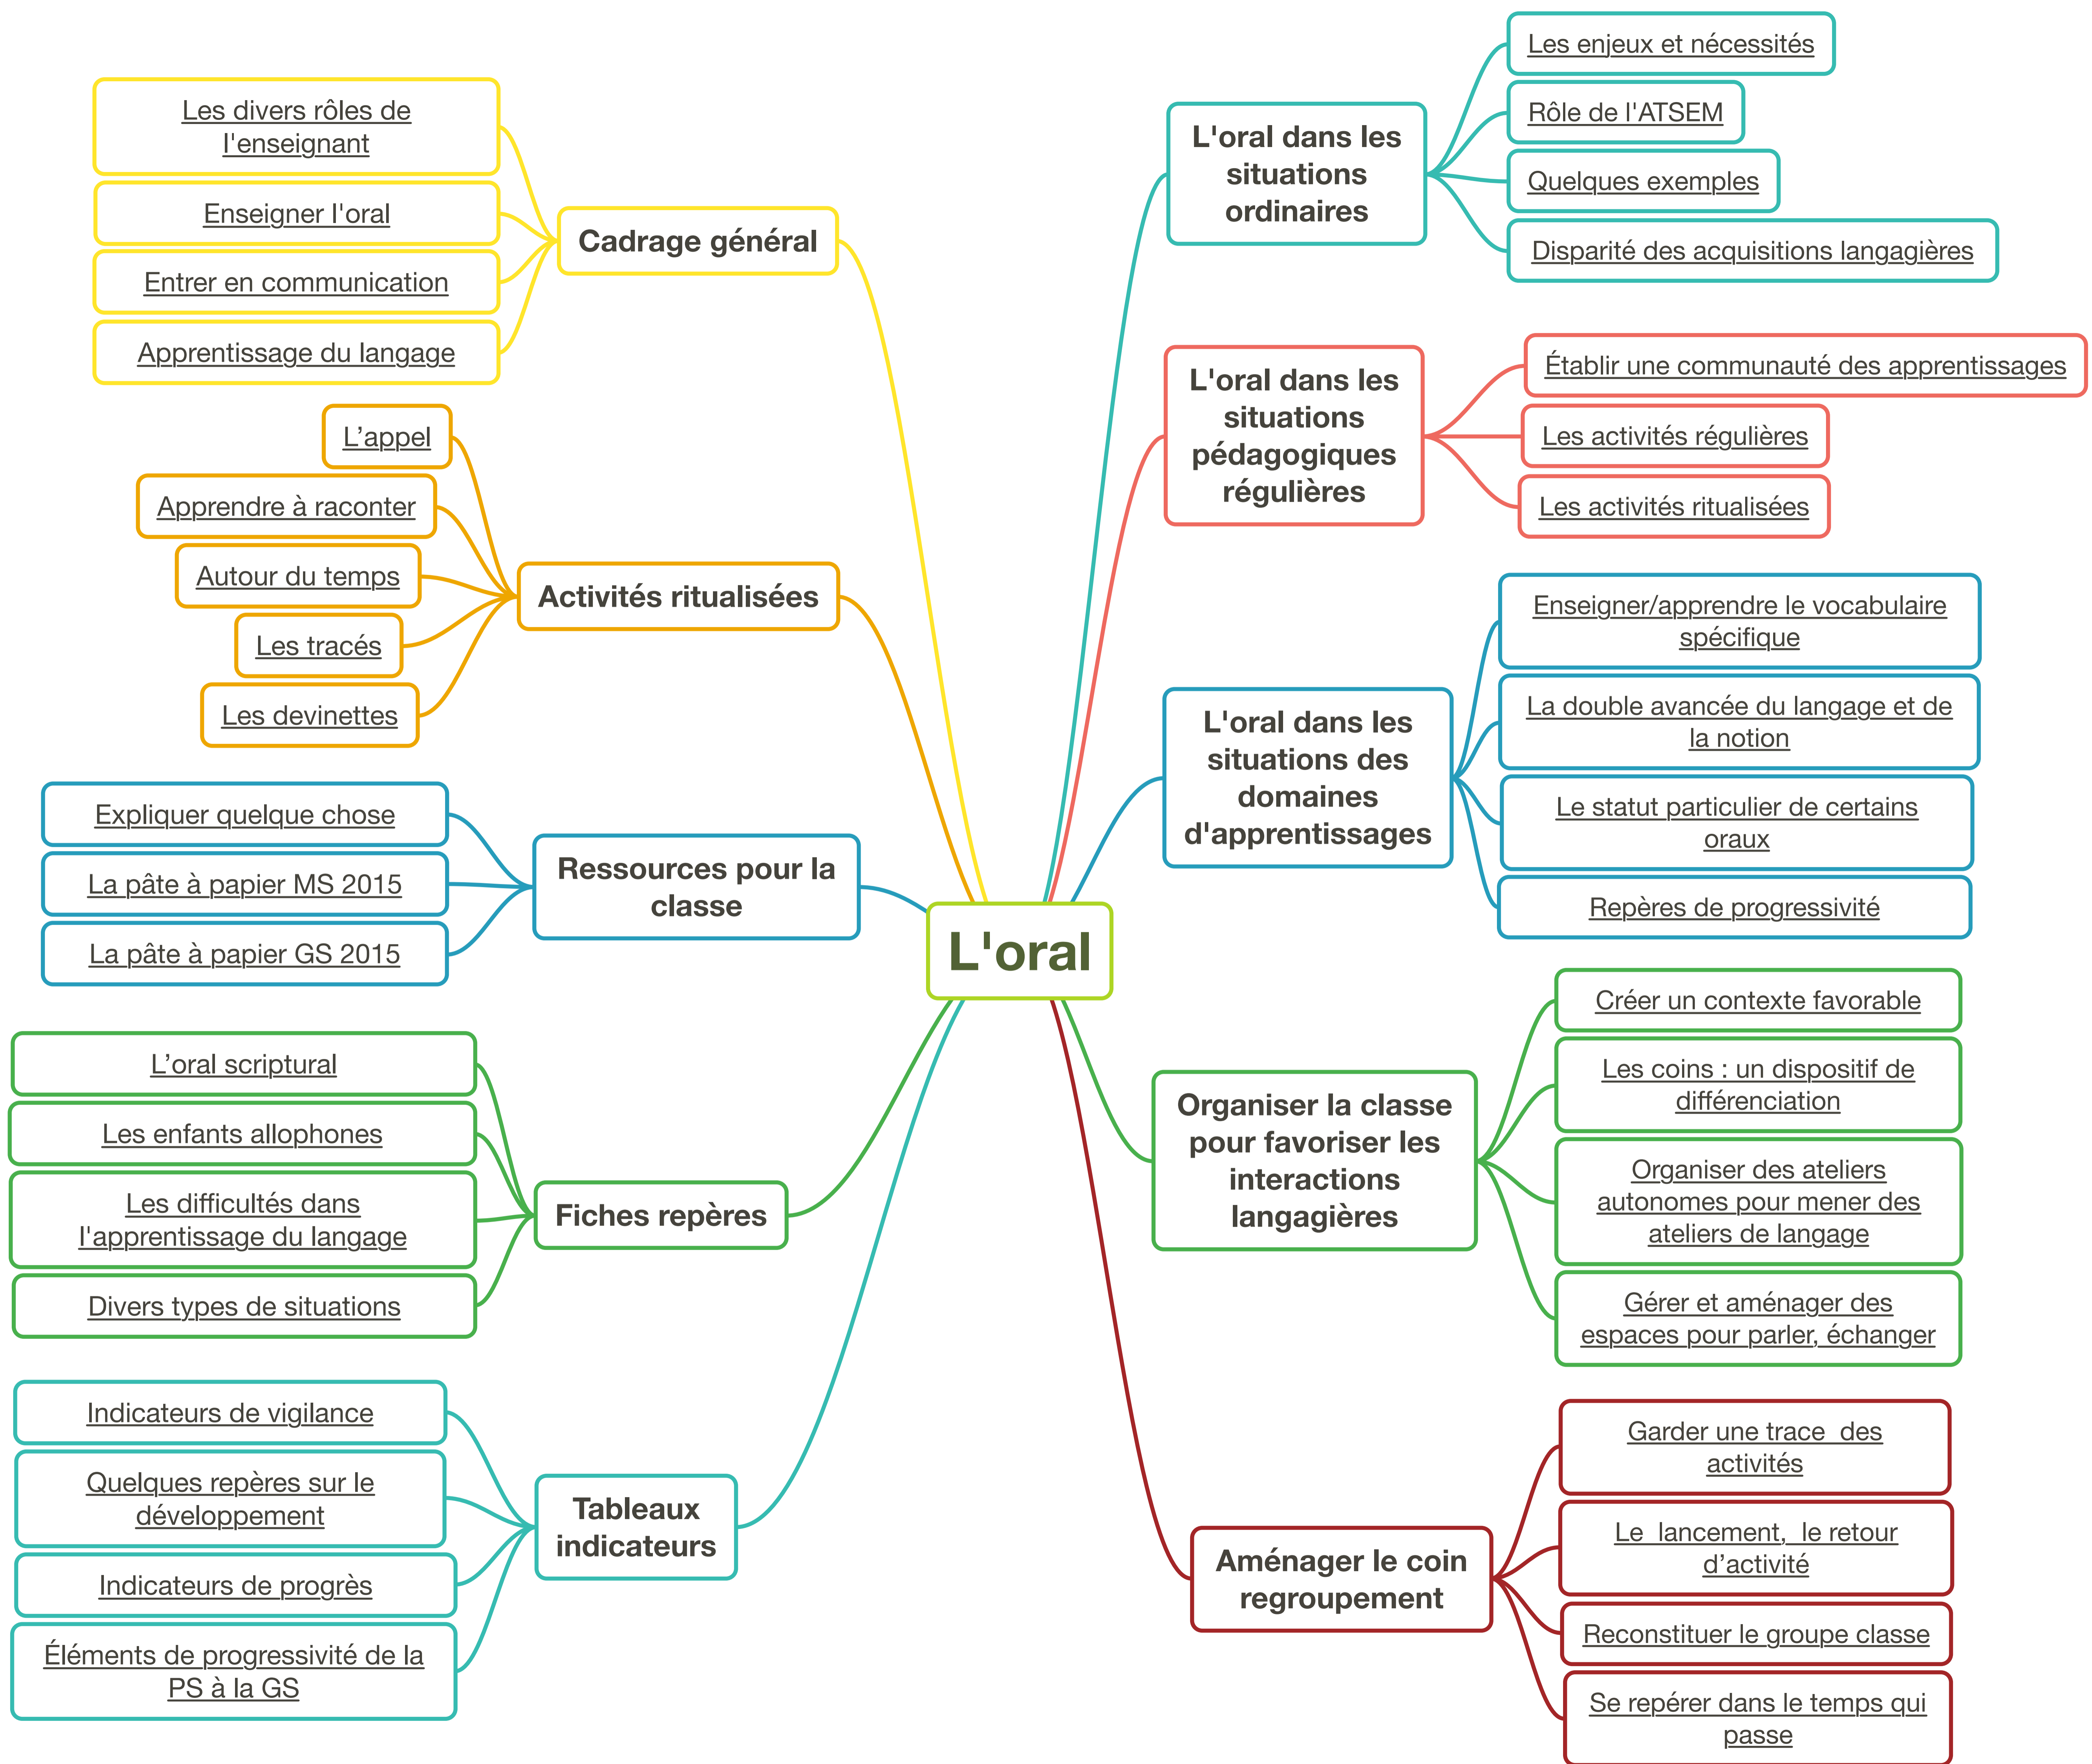 L'oral
Cadrage général
Les divers rôles de
l'enseignant
Enseigner l'oral
Entrer en communication
Apprentissage du langage
Activités ritualisées
L’appel
Apprendre à raconter
Autour du temps
Les tracés
Les devinettes
Ressources pour la
classe
Expliquer quelque chose
La pâte à papier MS 2015
La pâte à papier GS 2015
Fiches repères
L’oral scriptural
Les enfants allophones
Les difficultés dans
l'apprentissage du langage
Divers types de situations
Tableaux
indicateurs
Indicateurs de vigilance
Quelques repères sur le
développement
Indicateurs de progrès
Éléments de progressivité de la
PS à la GS
L'oral dans les
situations
ordinaires
Les enjeux et nécessités
Rôle de l'ATSEM
Quelques exemples
Disparité des acquisitions langagières
L'oral dans les
situations
pédagogiques
régulières
Établir une communauté des apprentissages
Les activités régulières
Les activités ritualisées
L'oral dans les
situations des
domaines
d'apprentissages
Enseigner/apprendre le vocabulaire
spécifique
La double avancée du langage et de
la notion
Le statut particulier de certains
oraux
Repères de progressivité
Organiser la classe
pour favoriser les
interactions
langagières
Créer un contexte favorable
Les coins : un dispositif de
différenciation
Organiser des ateliers
autonomes pour mener des
ateliers de langage
Gérer et aménager des
espaces pour parler, échanger
Aménager le coin
regroupement
Garder une trace  des
activités
Le  lancement,  le retour
d’activité
Reconstituer le groupe classe
Se repérer dans le temps qui
passe